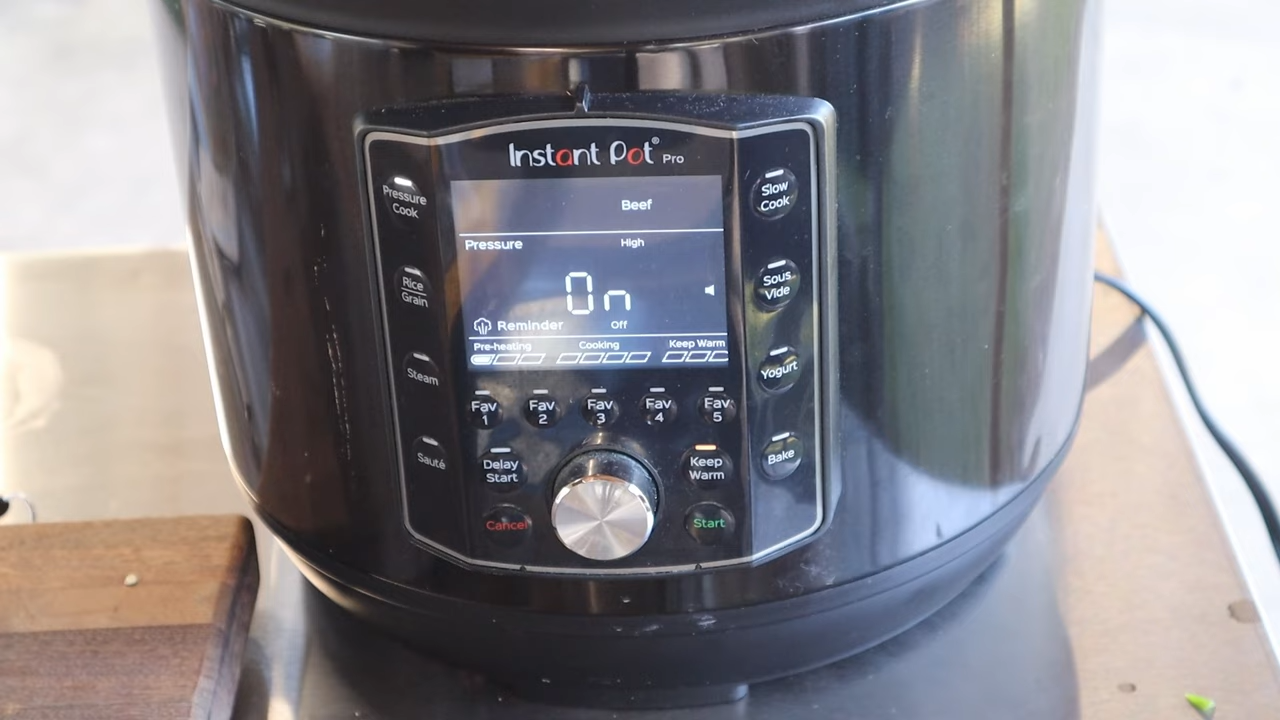 Instant Pot® Pro
Pressure
Cook
Rice
Grain
Steam
Sauté
Beef
Pressure
High
On
Reminder
Off
Pre-heating
Cooking
Keep Warm
Slow
Cook
Sous
Vide
Yogurt
Bake
Fav
1
Fav
2
Fav
3
Fav
4
Fav
5
Delay
Start
Keep
Warm
Cancel
Start